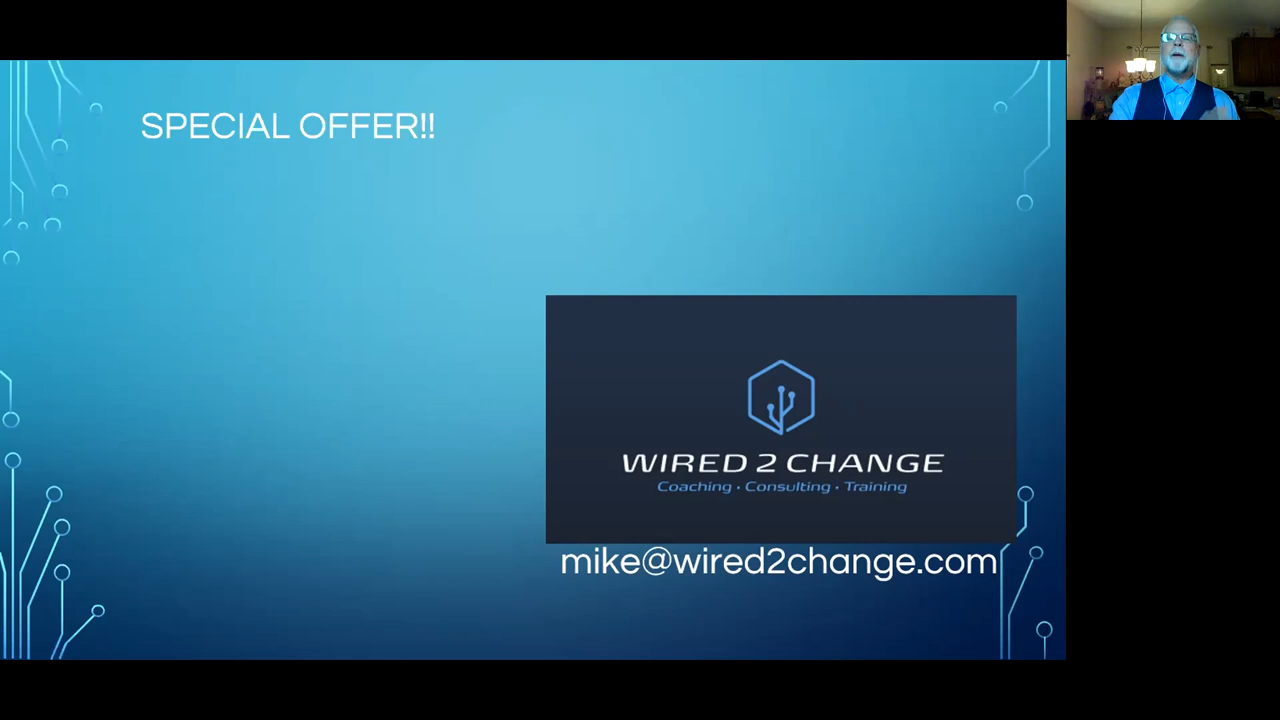 SPECIAL OFFER!!
WIRED 2 CHANGE
Coaching • Consulting • Training
mike@wired2change.com